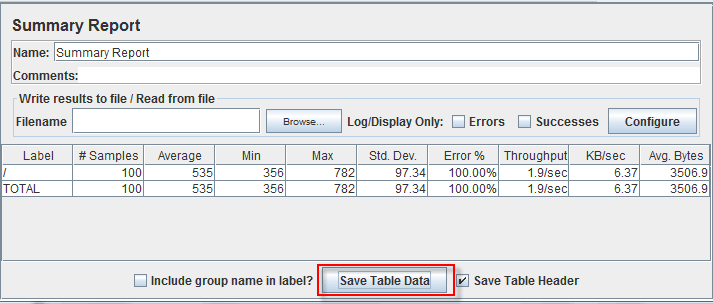 Summary Report
Name: Summary Report
Comments:
Write results to file / Read from file
Filename Browse... Log/Display Only: Errors Successes Configure
Label # Samples Average Min Max Std. Dev. Error % Throughput KB/sec Avg. Bytes
/ 100 535 356 782 97.34 100.00% 1.9/sec 6.37 3506.9
TOTAL 100 535 356 782 97.34 100.00% 1.9/sec 6.37 3506.9
Include group name in label? Save Table Data Save Table Header